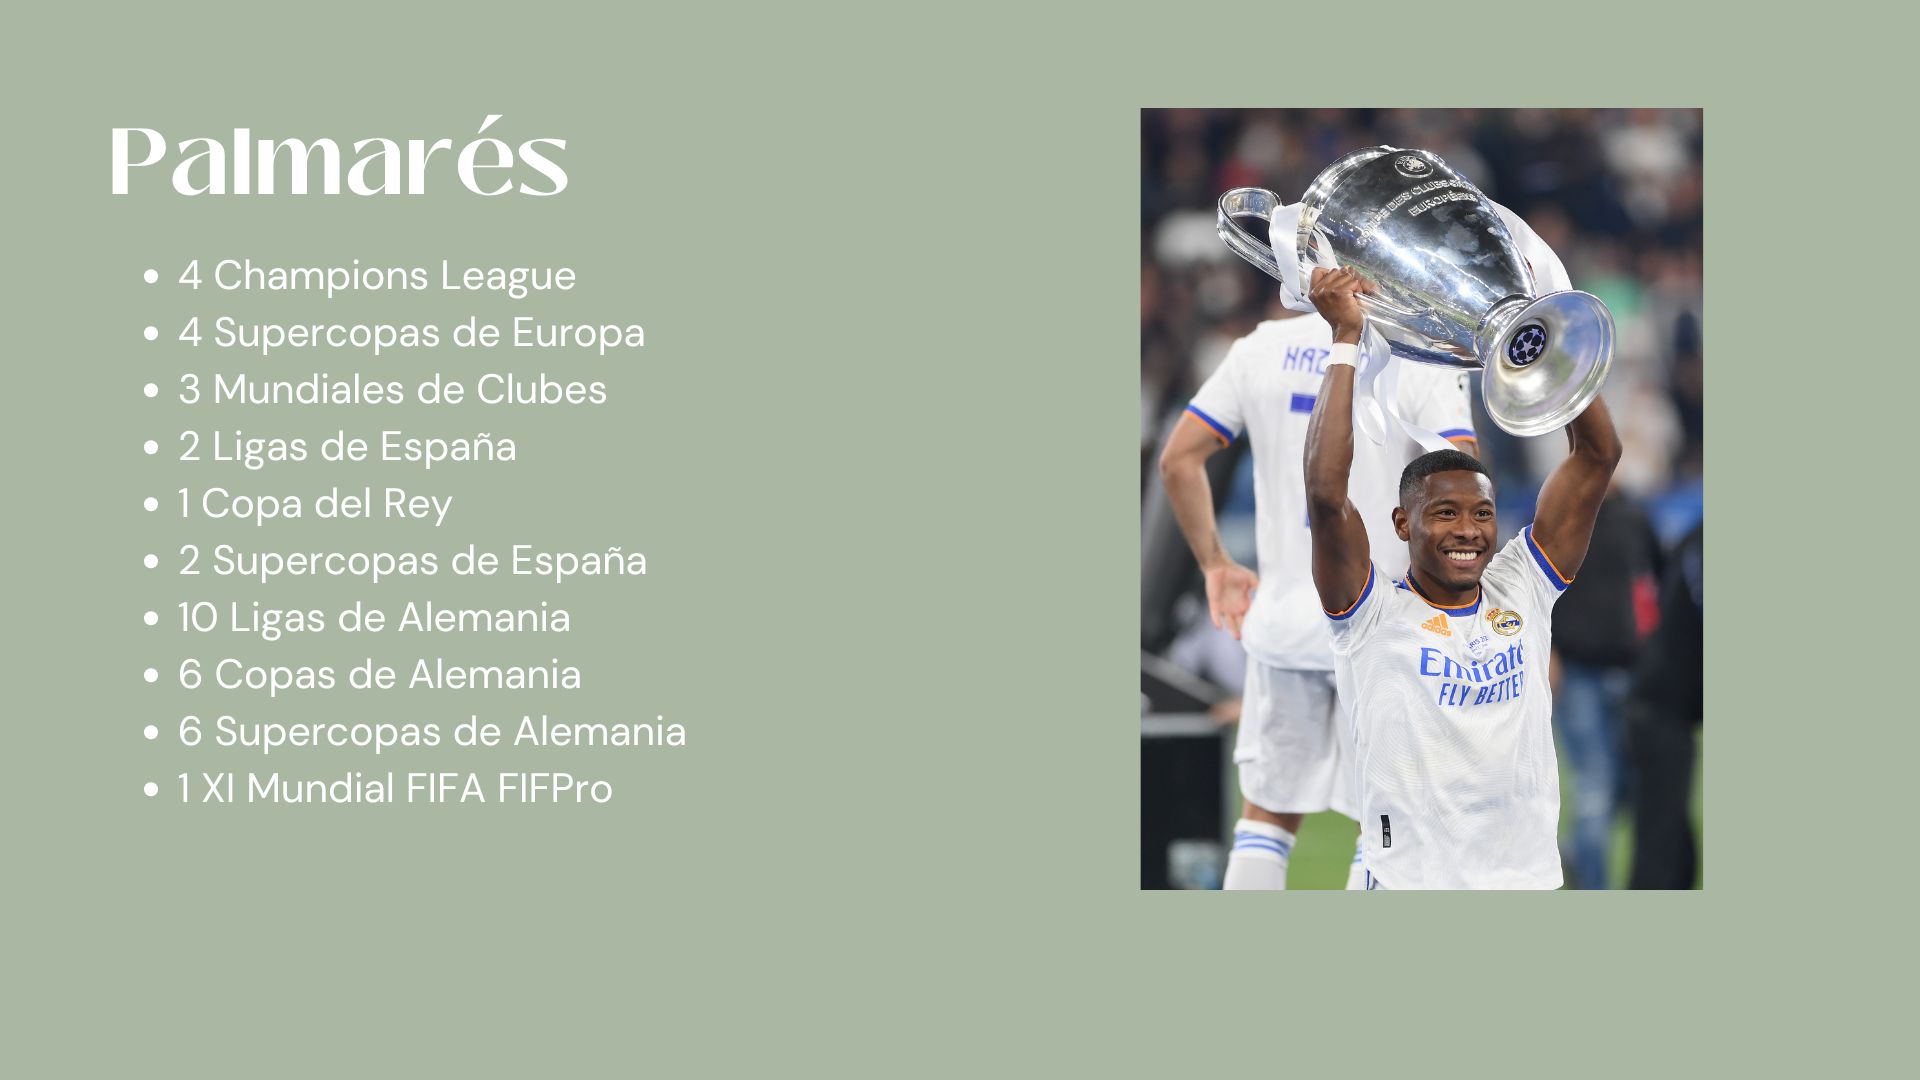 Palmarés
4 Champions League
4 Supercopas de Europa
3 Mundiales de Clubes
2 Ligas de España
1 Copa del Rey
2 Supercopas de España
10 Ligas de Alemania
6 Copas de Alemania
6 Supercopas de Alemania
1 XI Mundial FIFA FIFPro
EUROPÉENS
adidas
FLY BETTER